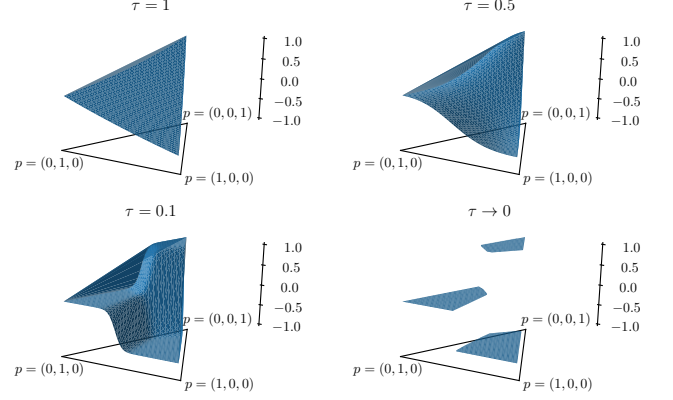 τ = 1
1.0
0.5
0.0
−0.5
−1.0
p = (0, 0, 1)
p = (0, 1, 0)
p = (1, 0, 0)
τ = 0.5
1.0
0.5
0.0
−0.5
−1.0
p = (0, 0, 1)
p = (0, 1, 0)
p = (1, 0, 0)
τ = 0.1
1.0
0.5
0.0
−0.5
−1.0
p = (0, 0, 1)
p = (0, 1, 0)
p = (1, 0, 0)
τ → 0
1.0
0.5
0.0
−0.5
−1.0
p = (0, 0, 1)
p = (0, 1, 0)
p = (1, 0, 0)